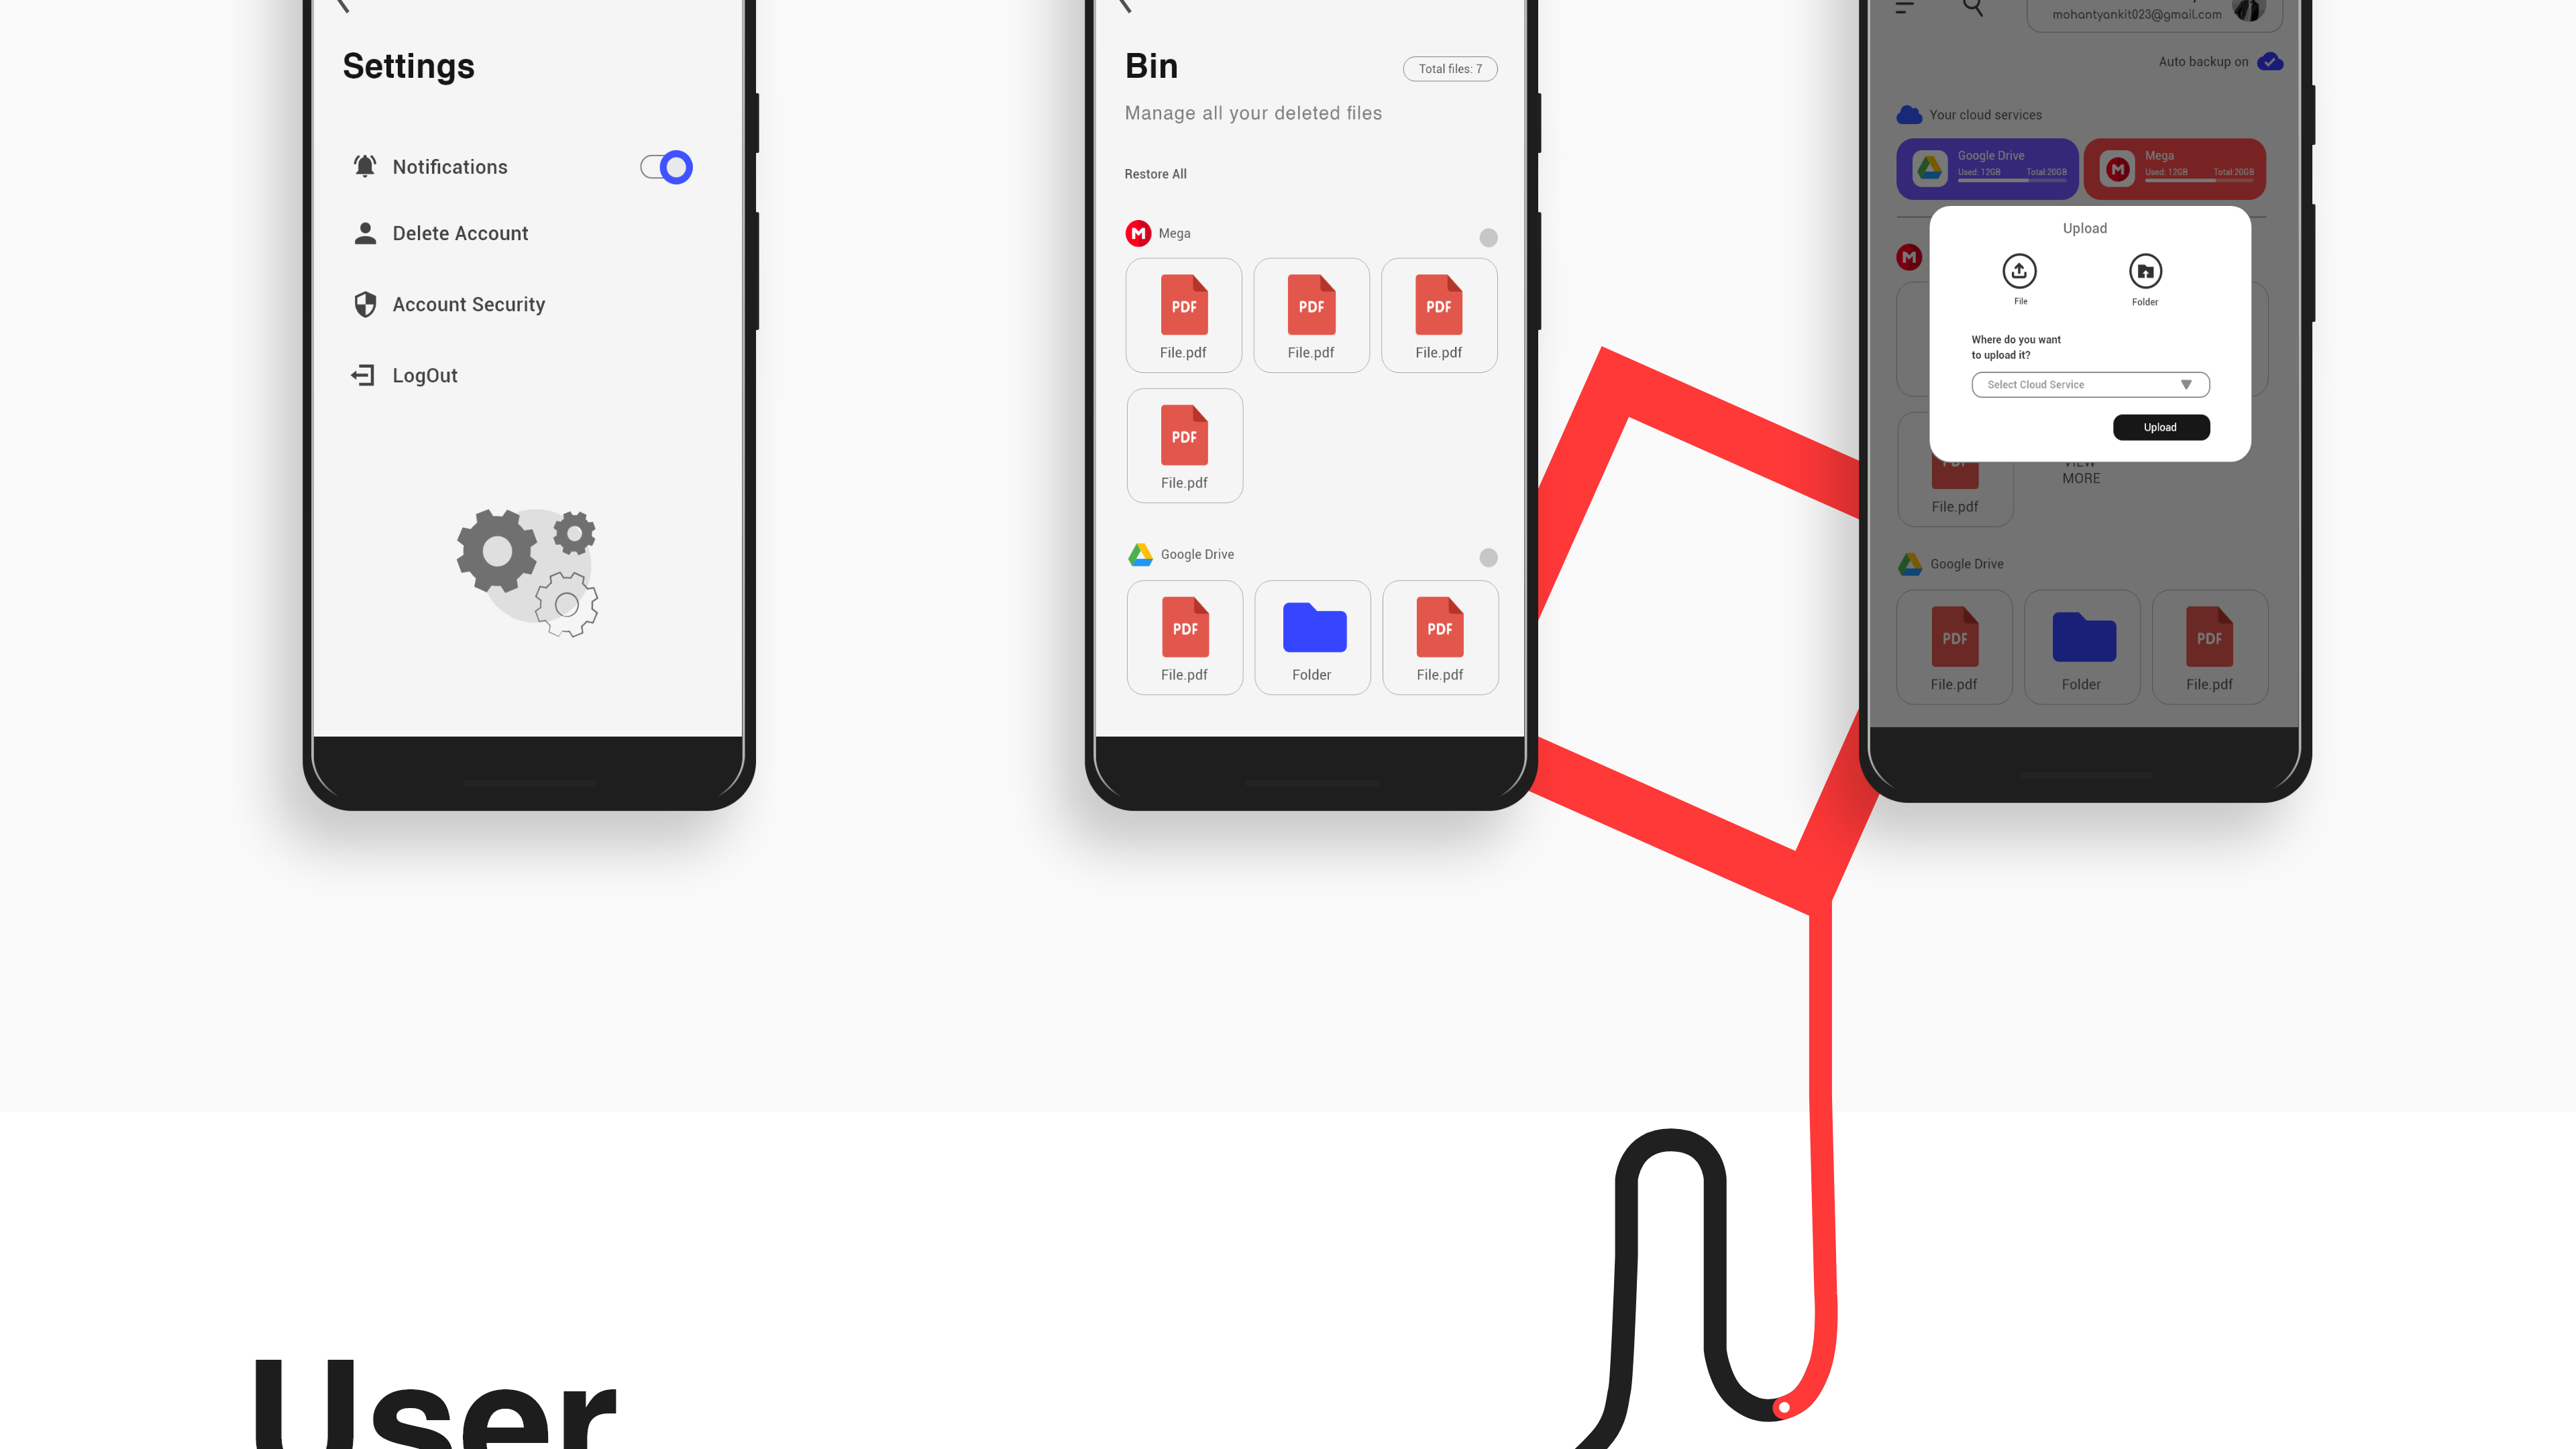 Settings
Notifications
Delete Account
Account Security
LogOut
Bin
Total files: 7
Manage all your deleted files
Restore All
Mega
PDF
File.pdf
PDF
File.pdf
PDF
File.pdf
PDF
File.pdf
Google Drive
PDF
File.pdf
Folder
PDF
File.pdf
mohantyankit023@gmail.com
Auto backup on
Your cloud services
Google Drive
Used: 12GB Total:20GB
Mega
Used: 12GB Total:20GB
Upload
File
Folder
Where do you want
to upload it?
Select Cloud Service
Upload
PDF
VIEW
MORE
File.pdf
Google Drive
PDF
File.pdf
Folder
PDF
File.pdf
User